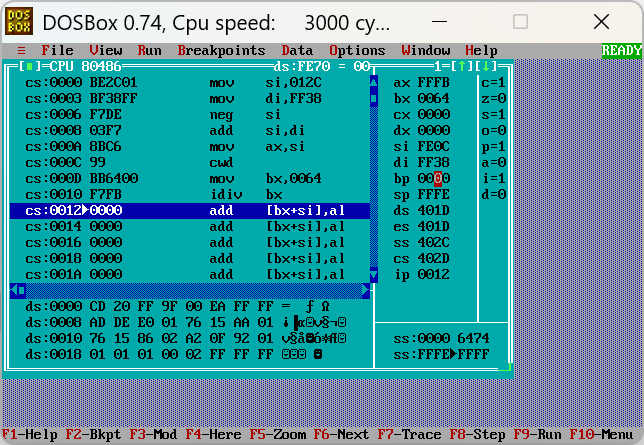 DOSBox 0.74, Cpu speed: 3000 cy...
≡ File View Run Breakpoints Data Options Window Help READY
[■]=CPU 80486 ds:FE70 = 00 1=[↑][↓]
cs:0000 BE2C01 mov si,012C ax FFFB c=1
cs:0003 BF38FF mov di,FF38 bx 0064 z=0
cs:0006 F7DE neg si cx 0000 s=1
cs:0008 03F7 add si,di dx 0000 o=0
cs:000A 8BC6 mov ax,si si FE0C p=1
cs:000C 99 cwd di FF38 a=0
cs:000D BB6400 mov bx,0064 bp 0000 i=1
cs:0010 F7FB idiv bx sp FFFE d=0
cs:0012►0000 add [bx+si],al ds 401D
cs:0014 0000 add [bx+si],al es 401D
cs:0016 0000 add [bx+si],al ss 402C
cs:0018 0000 add [bx+si],al cs 402D
cs:001A 0000 add [bx+si],al ip 0012
ds:0000 CD 20 FF 9F 00 EA FF FF = ƒ Ω
ds:0008 AD DE E0 01 76 15 AA 01 ¡▐α☺v§¬☺
ds:0010 76 15 86 02 A2 0F 92 01 v§å☻ó☼Æ☺ ss:0000 6474
ds:0018 01 01 01 00 02 FF FF FF ☺☺☺ ☻ ss:FFFE►FFFF
F1-Help F2-Bkpt F3-Mod F4-Here F5-Zoom F6-Next F7-Trace F8-Step F9-Run F10-Menu